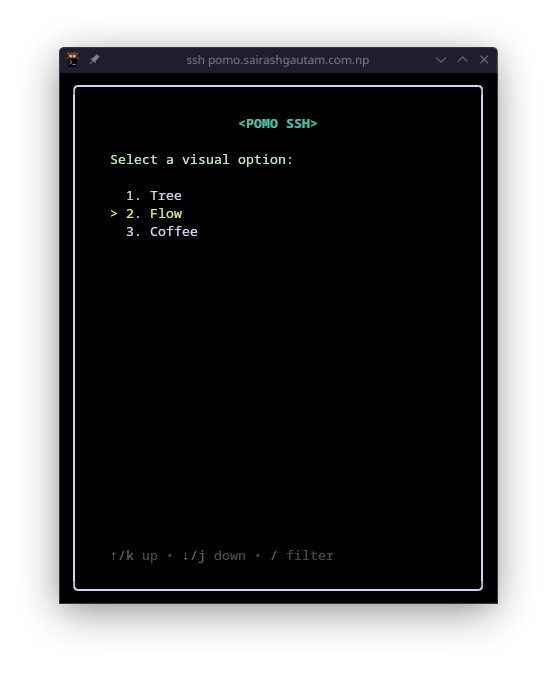 ssh pomo.sairashgautam.com.np
<POMO SSH>
Select a visual option:
1. Tree
> 2. Flow
3. Coffee
↑/k up • ↓/j down • / filter